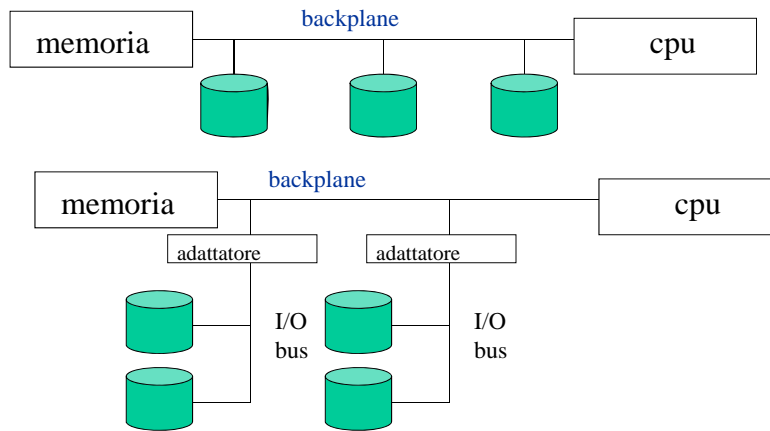 backplane
memoria
cpu
backplane
memoria
cpu
adattatore
adattatore
I/O
bus
I/O
bus